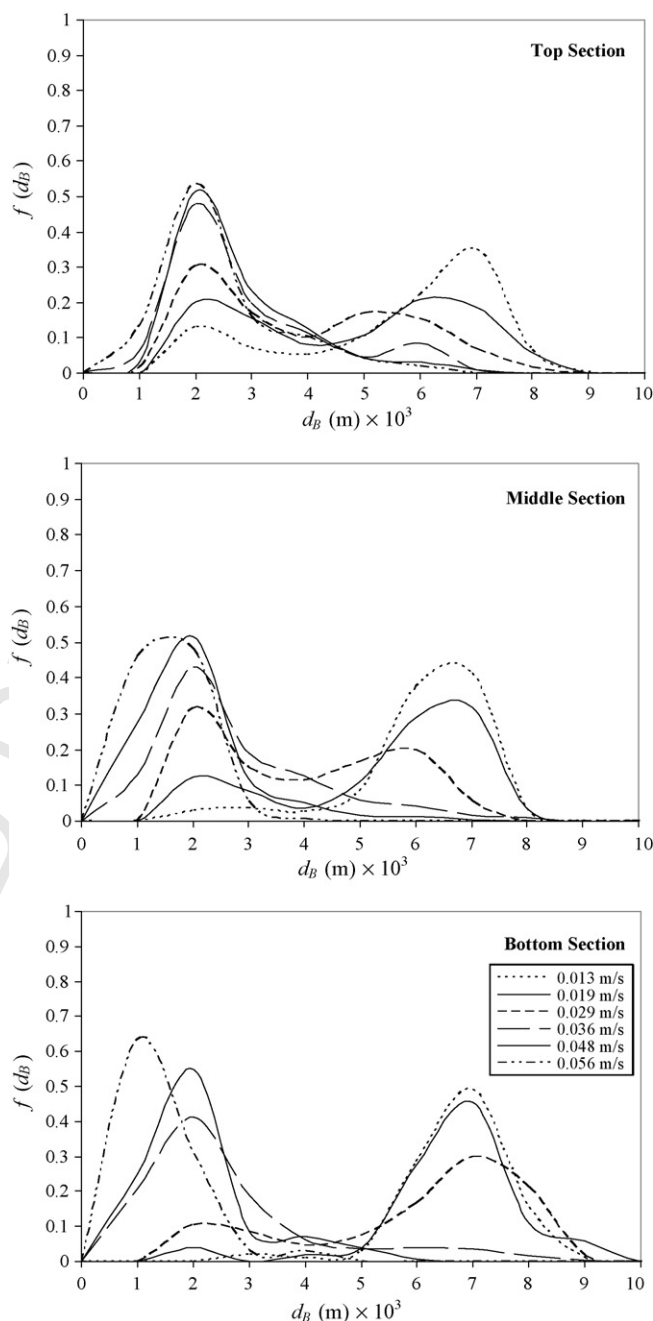 1
0.9
Top Section
0.8
0.7
0.6
0.5
f (dB)
0.4
0.3
0.2
0.1
0
0 1 2 3 4 5 6 7 8 9 10
dB (m) × 10³
1
0.9
Middle Section
0.8
0.7
0.6
0.5
f (dB)
0.4
0.3
0.2
0.1
0
0 1 2 3 4 5 6 7 8 9 10
dB (m) × 10³
1
0.9
Bottom Section
0.8
0.013 m/s
0.7
0.019 m/s
0.029 m/s
0.6
0.036 m/s
0.048 m/s
0.5
0.056 m/s
f (dB)
0.4
0.3
0.2
0.1
0
0 1 2 3 4 5 6 7 8 9 10
dB (m) × 10³